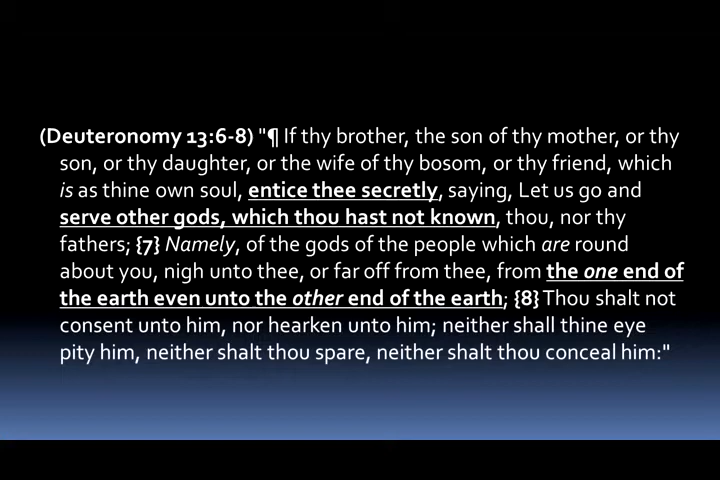 (Deuteronomy 13:6-8) "¶ If thy brother, the son of thy mother, or thy
son, or thy daughter, or the wife of thy bosom, or thy friend, which
is as thine own soul, entice thee secretly, saying, Let us go and
serve other gods, which thou hast not known, thou, nor thy
fathers; {7} Namely, of the gods of the people which are round
about you, nigh unto thee, or far off from thee, from the one end of
the earth even unto the other end of the earth; {8} Thou shalt not
consent unto him, nor hearken unto him; neither shall thine eye
pity him, neither shalt thou spare, neither shalt thou conceal him:"